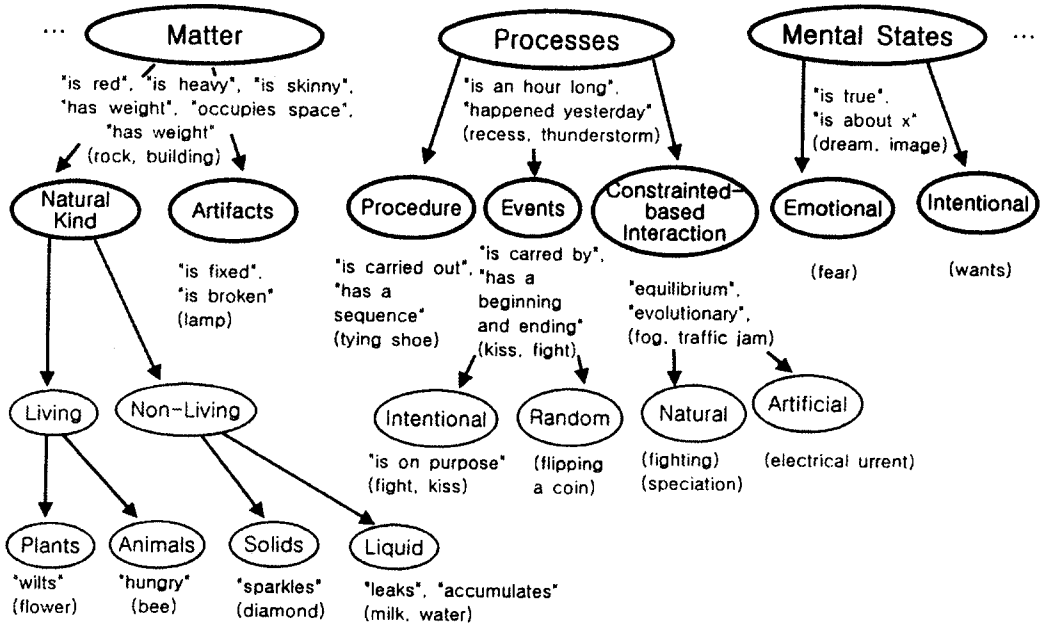 ...
Matter
Processes
Mental States
...
"is red", "is heavy", "is skinny",
"has weight", "occupies space",
"has weight"
(rock, building)
"is an hour long",
"happened yesterday"
(recess, thunderstorm)
"is true",
"is about x"
(dream, image)
Natural
Kind
Artifacts
Procedure
Events
Constrainted-
based
Interaction
Emotional
Intentional
"is fixed",
"is broken"
(lamp)
"is carried out",
"has a
sequence"
(tying shoe)
"is carred by",
"has a
beginning
and ending"
(kiss, fight)
"equilibrium",
"evolutionary",
(fog, traffic jam)
(fear)
(wants)
Living
Non-Living
Intentional
Random
Natural
Artificial
"is on purpose"
(fight, kiss)
(flipping
a coin)
(fighting)
(speciation)
(electrical urrent)
Plants
Animals
Solids
Liquid
"wilts"
(flower)
"hungry"
(bee)
"sparkles"
(diamond)
"leaks", "accumulates"
(milk, water)